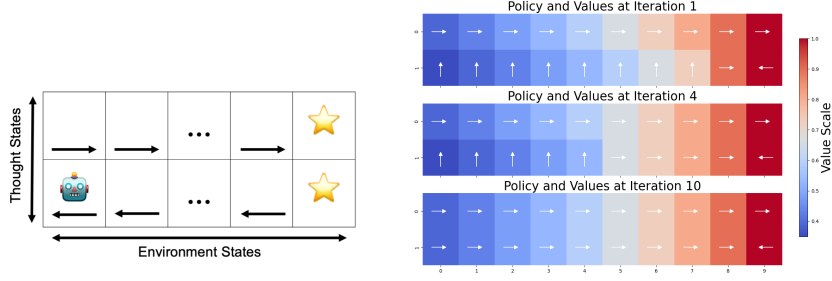 Thought States
...
...
Environment States
Policy and Values at Iteration 1
0
1
Policy and Values at Iteration 4
0
1
Policy and Values at Iteration 10
0
1
0 1 2 3 4 5 6 7 8 9
1.0
0.9
0.8
0.7
0.6
0.5
0.4
Value Scale